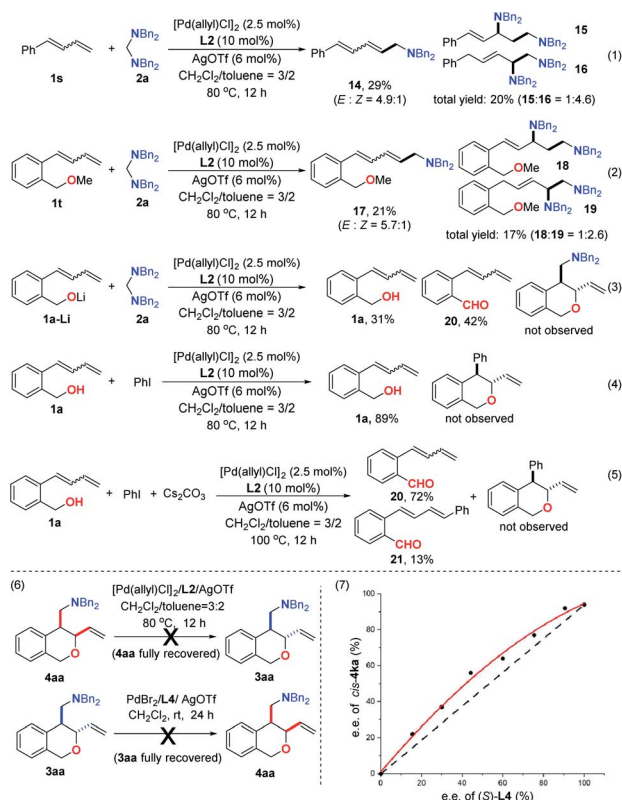 [Pd(allyl)Cl]2 (2.5 mol%)
L2 (10 mol%)
AgOTf (6 mol%)
CH2Cl2/toluene = 3/2
80 °C, 12 h
Ph
1s
+
NBn2
NBn2
2a
Ph
NBn2
14, 29%
(E : Z = 4.9:1)
NBn2
Ph
NBn2
15
NBn2
Ph
NBn2
16
total yield: 20% (15:16 = 1:4.6)
(1)
[Pd(allyl)Cl]2 (2.5 mol%)
L2 (10 mol%)
AgOTf (6 mol%)
CH2Cl2/toluene = 3/2
80 °C, 12 h
OMe
1t
+
NBn2
NBn2
2a
NBn2
OMe
17, 21%
(E : Z = 5.7:1)
NBn2
NBn2
OMe
18
NBn2
OMe
NBn2
19
total yield: 17% (18:19 = 1:2.6)
(2)
[Pd(allyl)Cl]2 (2.5 mol%)
L2 (10 mol%)
AgOTf (6 mol%)
CH2Cl2/toluene = 3/2
80 °C, 12 h
OLi
1a-Li
+
NBn2
NBn2
2a
OH
1a, 31%
CHO
20, 42%
NBn2
O
not observed
(3)
[Pd(allyl)Cl]2 (2.5 mol%)
L2 (10 mol%)
AgOTf (6 mol%)
CH2Cl2/toluene = 3/2
80 °C, 12 h
OH
1a
+
PhI
OH
1a, 89%
Ph
O
not observed
(4)
[Pd(allyl)Cl]2 (2.5 mol%)
L2 (10 mol%)
AgOTf (6 mol%)
CH2Cl2/toluene = 3/2
100 °C, 12 h
OH
1a
+ PhI + Cs2CO3
CHO
20, 72%
Ph
CHO
21, 13%
+
Ph
O
not observed
(5)
(6)
NBn2
O
4aa
[Pd(allyl)Cl]2/L2/AgOTf
CH2Cl2/toluene=3:2
80 °C, 12 h
X
(4aa fully recovered)
NBn2
O
3aa
NBn2
O
3aa
PdBr2/L4/ AgOTf
CH2Cl2, rt, 24 h
X
(3aa fully recovered)
NBn2
O
4aa
(7)
e.e. of cis-4ka (%)
100
80
60
40
20
0
0 20 40 60 80 100
e.e. of (S)-L4 (%)